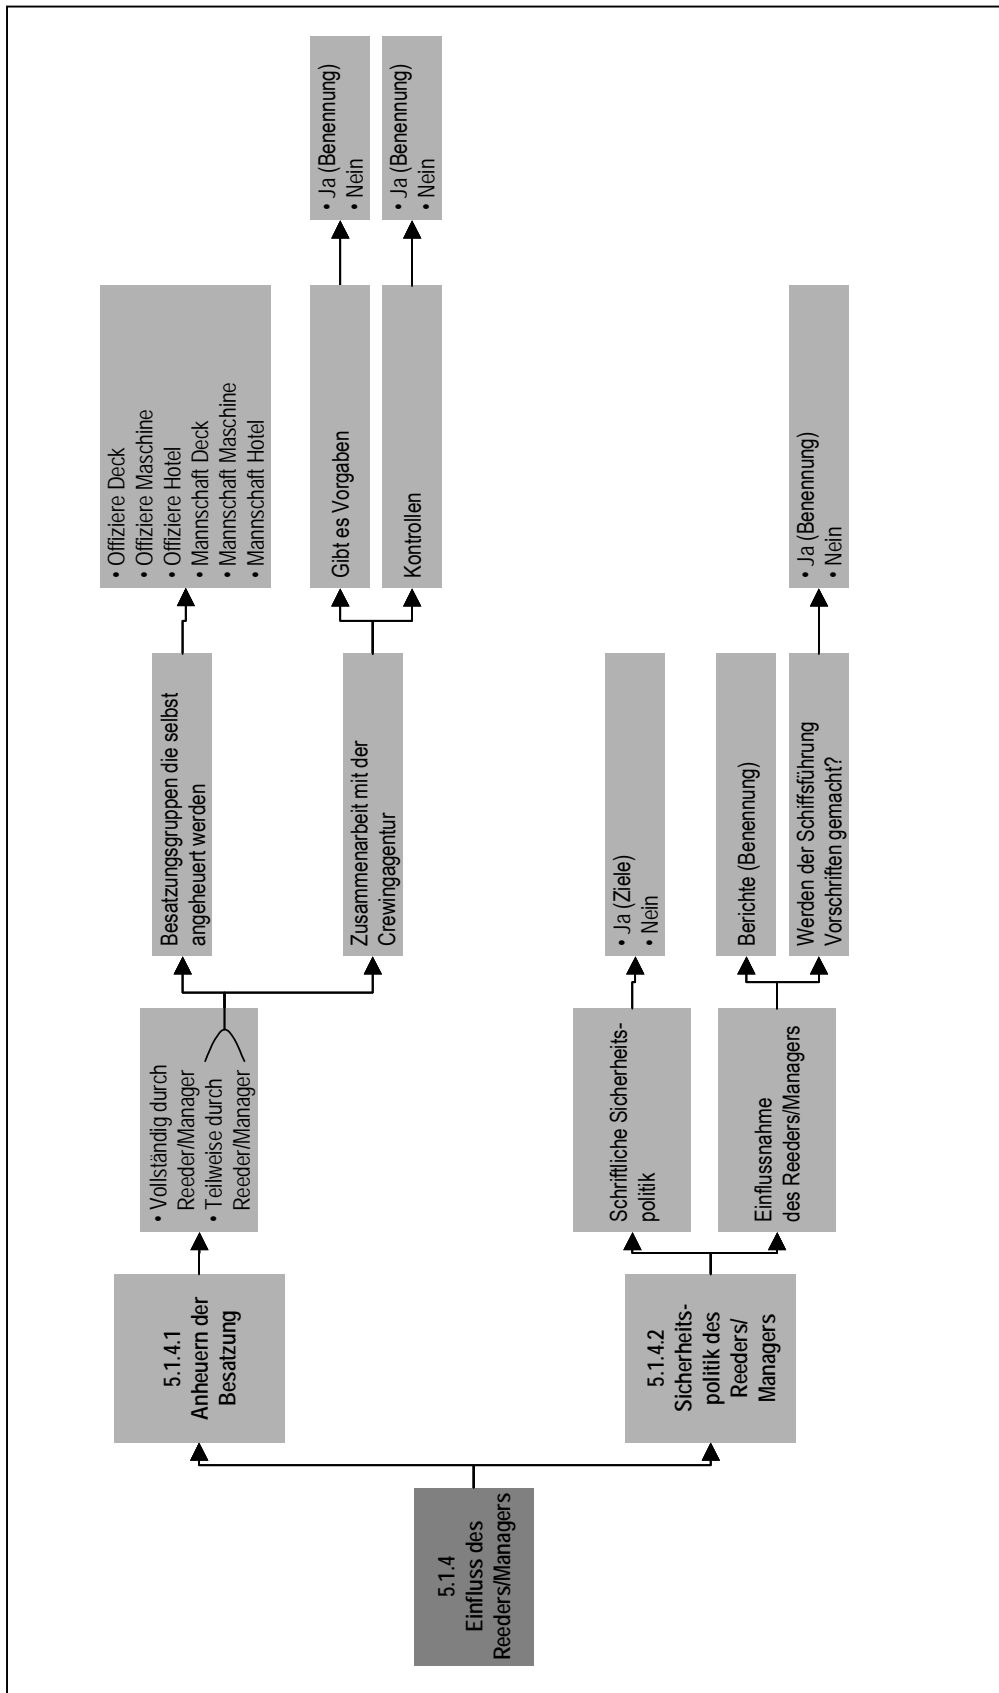 5.1.4
Einfluss des
Reeders/Managers
5.1.4.1
Anheuern der
Besatzung
• Vollständig durch
Reeder/Manager
• Teilweise durch
Reeder/Manager
Besatzungsgruppen die selbst
angeheuert werden
• Offiziere Deck
• Offiziere Maschine
• Offiziere Hotel
• Mannschaft Deck
• Mannschaft Maschine
• Mannschaft Hotel
Zusammenarbeit mit der
Crewingagentur
Gibt es Vorgaben
• Ja (Benennung)
• Nein
Kontrollen
• Ja (Benennung)
• Nein
5.1.4.2
Sicherheits-
politik des
Reeders/
Managers
Schriftliche Sicherheits-
politik
• Ja (Ziele)
• Nein
Einflussnahme
des Reeders/Managers
Berichte (Benennung)
Werden der Schiffsführung
Vorschriften gemacht?
• Ja (Benennung)
• Nein